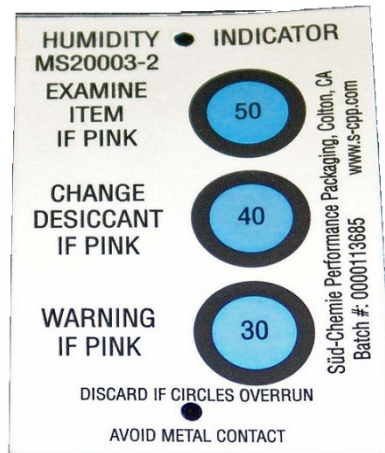 HUMIDITY INDICATOR
MS20003-2
EXAMINE
ITEM
IF PINK
50
CHANGE
DESICCANT
IF PINK
40
WARNING
IF PINK
30
DISCARD IF CIRCLES OVERRUN
AVOID METAL CONTACT
Süd-Chemie Performance Packaging, Colton, CA
Batch #: 0000113685 www.s-cpp.com